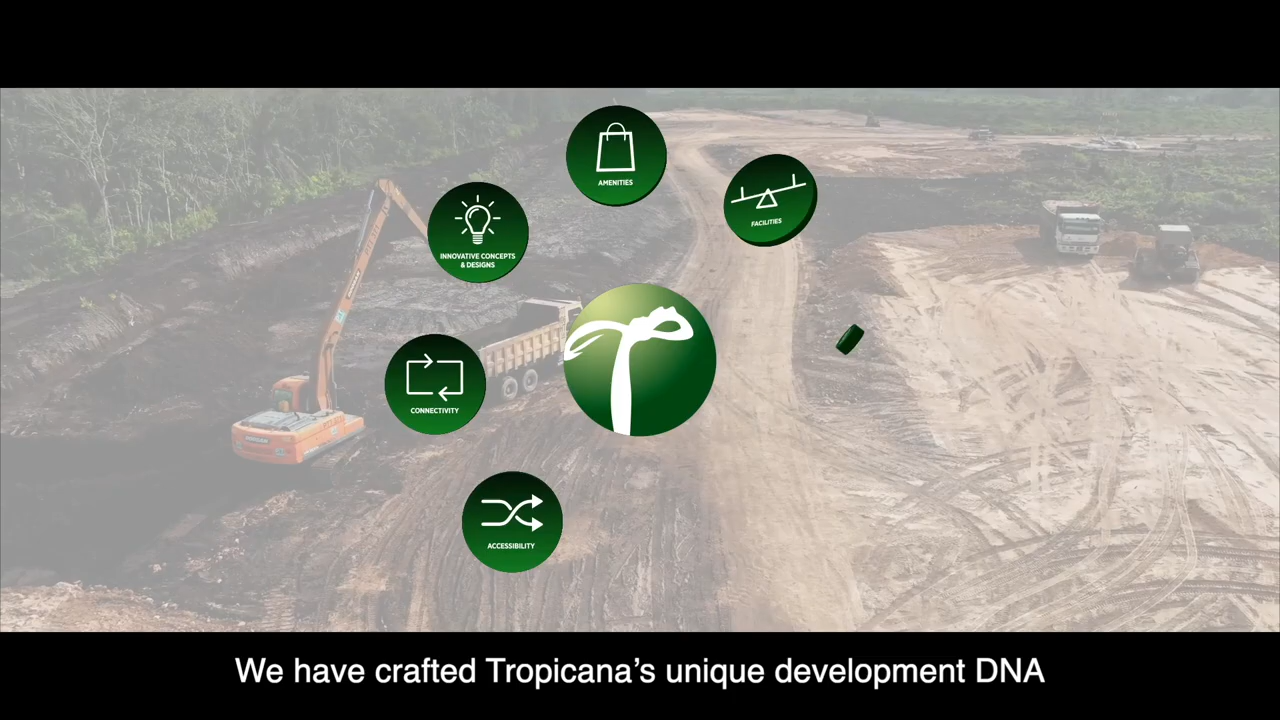 AMENITIES
FACILITIES
INNOVATIVE CONCEPTS
& DESIGNS
CONNECTIVITY
ACCESSIBILITY
We have crafted Tropicana’s unique development DNA